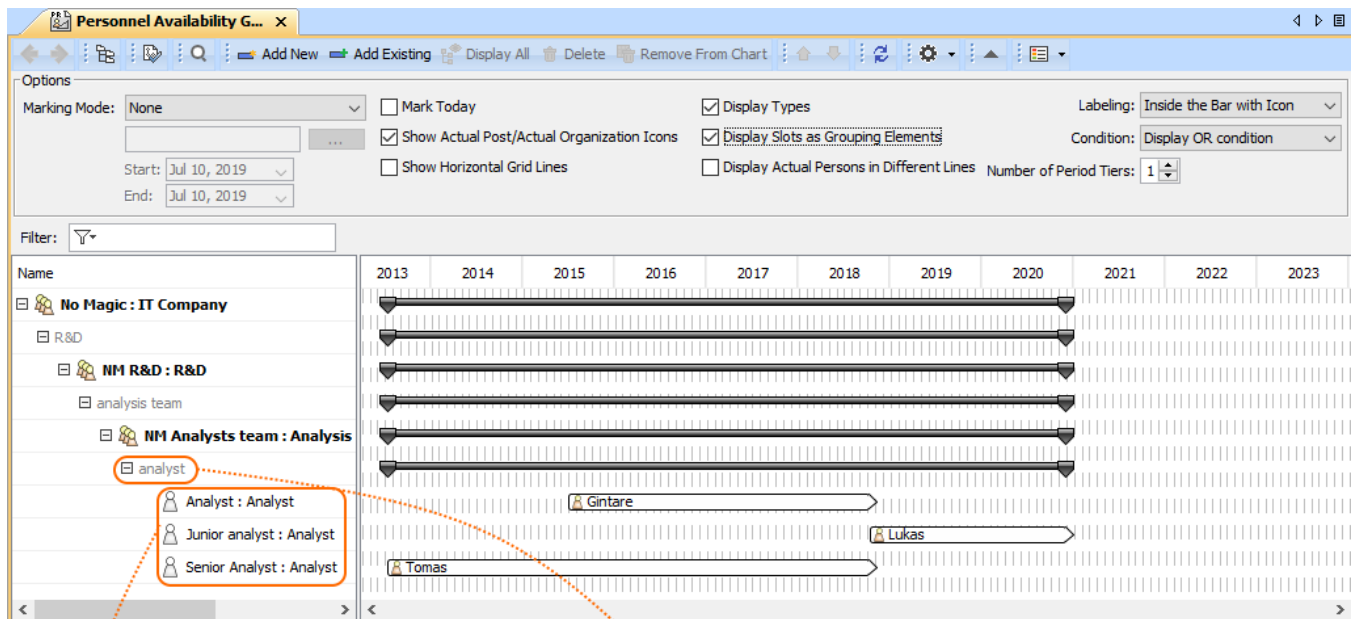 Personnel Availability G... X
Add New Add Existing Display All Delete Remove From Chart
Options
Marking Mode: None Mark Today Display Types Labeling: Inside the Bar with Icon
... Show Actual Post/Actual Organization Icons Display Slots as Grouping Elements Condition: Display OR condition
Start: Jul 10, 2019 Show Horizontal Grid Lines Display Actual Persons in Different Lines Number of Period Tiers: 1
End: Jul 10, 2019
Filter:
Name 2013 2014 2015 2016 2017 2018 2019 2020 2021 2022 2023
No Magic : IT Company
R&D
NM R&D : R&D
analysis team
NM Analysts team : Analysis
analyst
Analyst : Analyst Gintare
Junior analyst : Analyst Lukas
Senior Analyst : Analyst Tomas